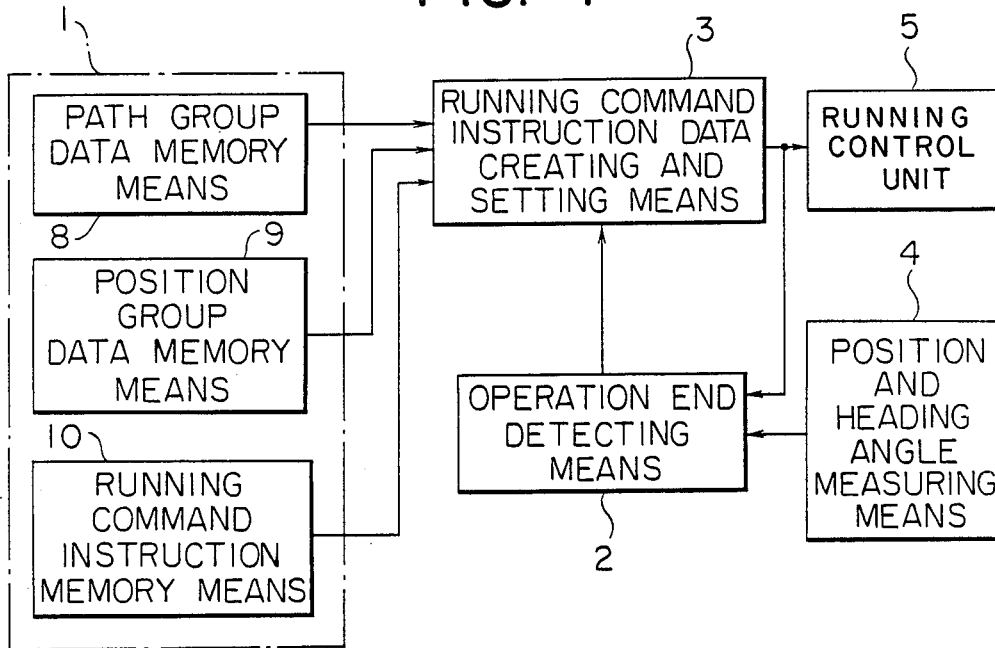 1
PATH GROUP
DATA MEMORY
MEANS
8
9
POSITION
GROUP
DATA MEMORY
MEANS
10
RUNNING
COMMAND
INSTRUCTION
MEMORY MEANS
3
RUNNING COMMAND
INSTRUCTION DATA
CREATING AND
SETTING MEANS
5
RUNNING
CONTROL
UNIT
OPERATION END
DETECTING
MEANS
2
4
POSITION
AND
HEADING
ANGLE
MEASURING
MEANS